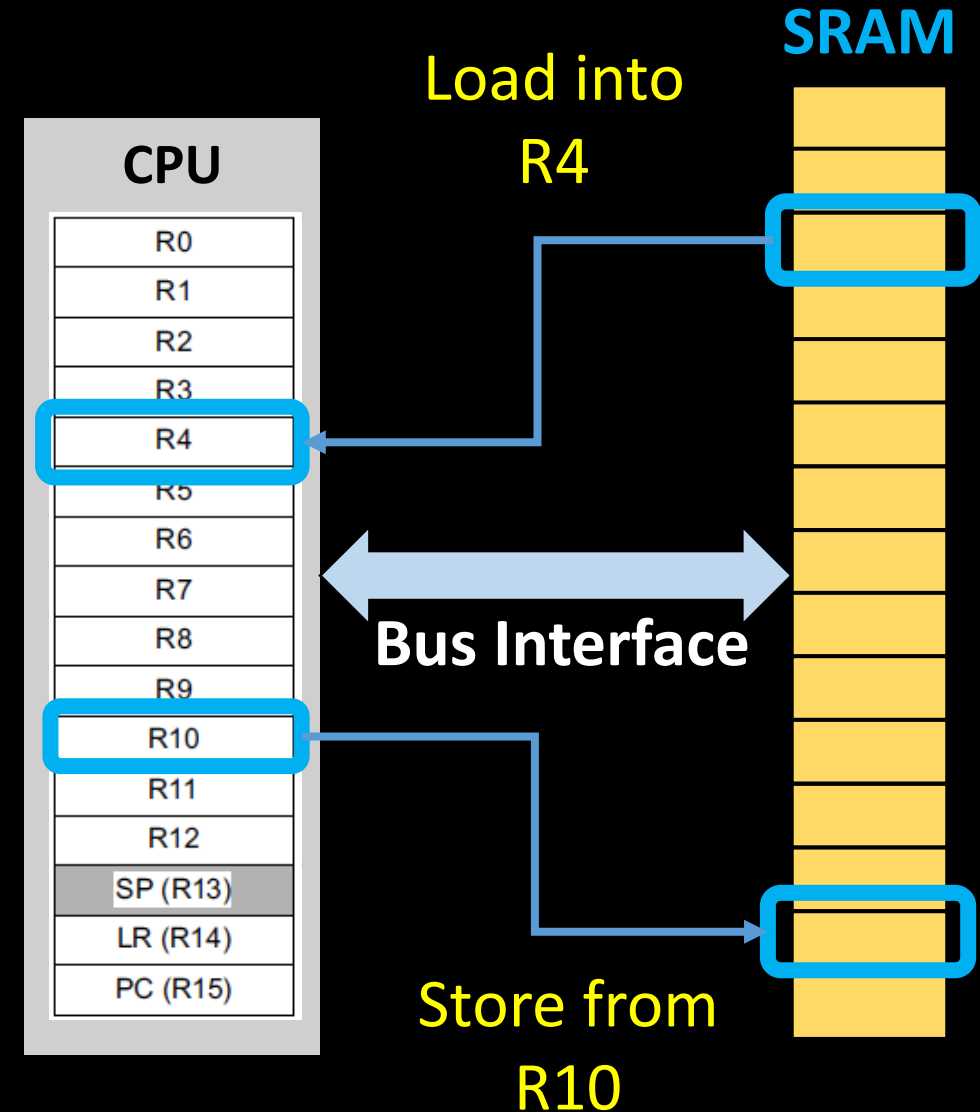 SRAM
Load into
R4
CPU
R0
R1
R2
R3
R4
R5
R6
R7
R8
R9
R10
R11
R12
SP (R13)
LR (R14)
PC (R15)
Bus Interface
Store from
R10